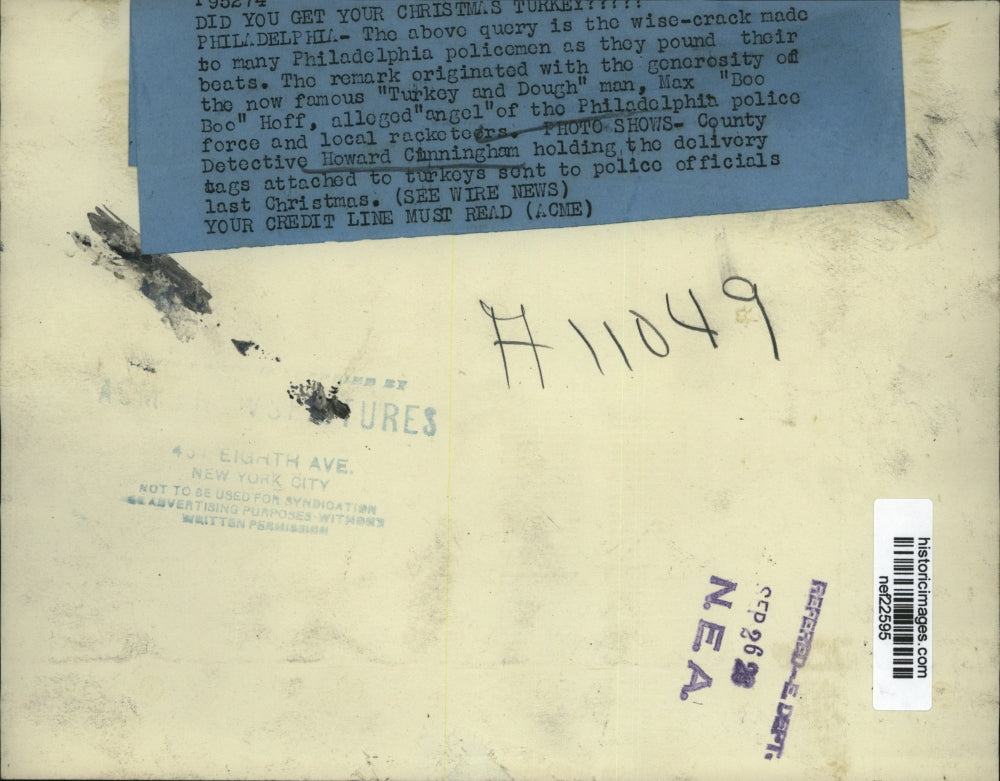 DID YOU GET YOUR CHRISTMAS TURKEY?????
PHILADELPHIA- The above query is the wise-crack made
to many Philadelphia policemen as they pound their
beats. The remark originated with the generosity of
the now famous "Turkey and Dough" man, Max "Boo
Boo" Hoff, alleged "angel" of the Philadelphia police
force and local racketeers. PHOTO SHOWS- County
Detective Howard Cunningham holding the delivery
tags attached to turkeys sent to police officials
last Christmas. (SEE WIRE NEWS)
YOUR CREDIT LINE MUST READ (ACME)
A 11049
BY
TURES
EIGHTH AVE.
NEW YORK CITY
NOT TO BE USED FOR SYNDICATION
OR ADVERTISING PURPOSES WITHOUT
WRITTEN PERMISSION
REFERRED-E. DEPT.
SEP 26 28
N.E.A.
historicimages.com
nef22595